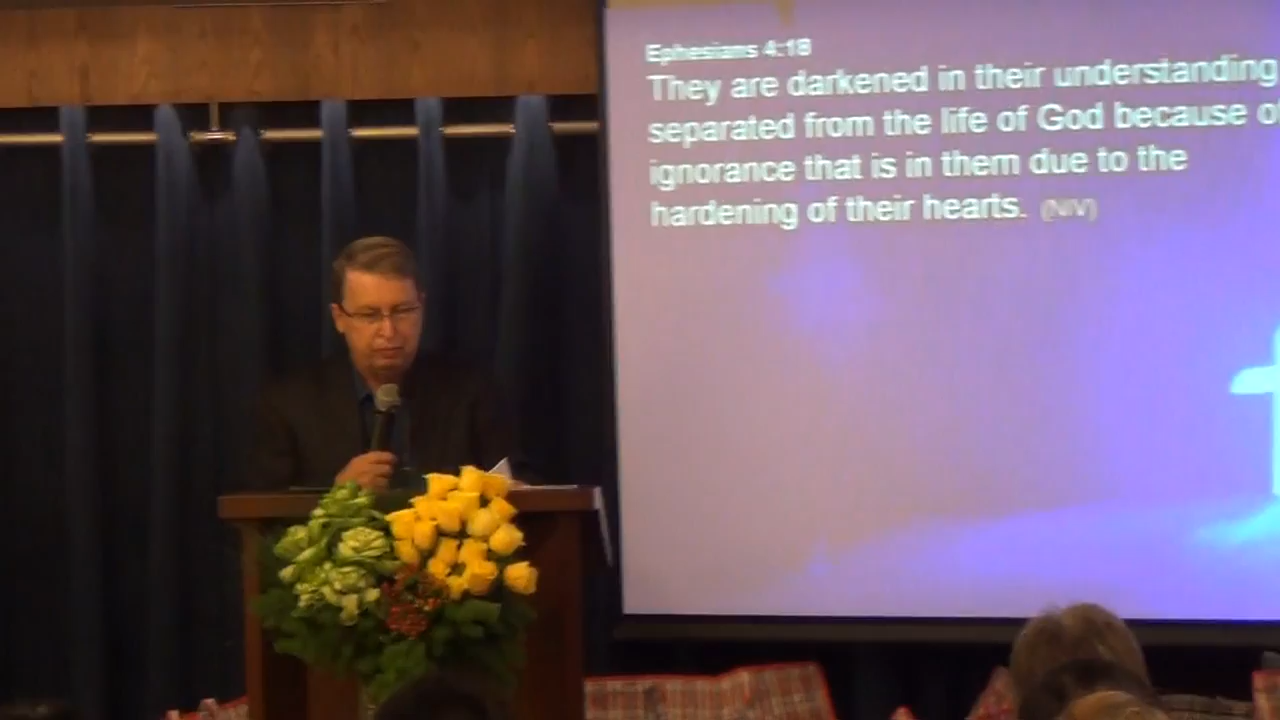 Ephesians 4:18
They are darkened in their understanding
separated from the life of God because of
ignorance that is in them due to the
hardening of their hearts. (NIV)